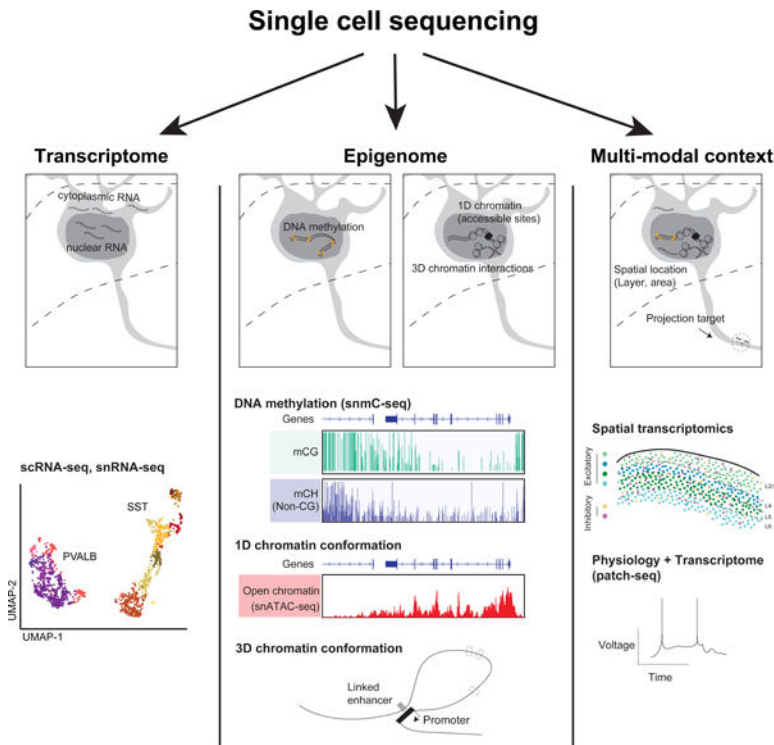 Single cell sequencing
Transcriptome
cytoplasmic RNA
nuclear RNA
scRNA-seq, snRNA-seq
SST
PVALB
UMAP-2
UMAP-1
Epigenome
DNA methylation
1D chromatin
(accessible sites)
3D chromatin interactions
DNA methylation (snmC-seq)
Genes
mCG
mCH
(Non-CG)
1D chromatin conformation
Genes
Open chromatin
(snATAC-seq)
3D chromatin conformation
Linked
enhancer
Promoter
Multi-modal context
Spatial location
(Layer, area)
Projection target
Spatial transcriptomics
Excitatory
Inhibitory
L4
L5
L6
Physiology + Transcriptome
(patch-seq)
Voltage
Time